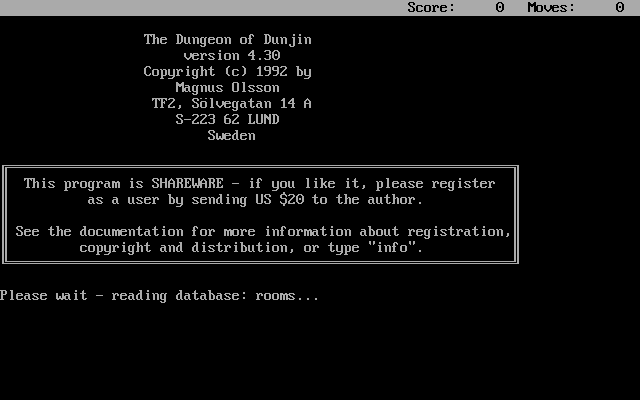 Score: 0 Moves: 0
The Dungeon of Dunjin
version 4.30
Copyright (c) 1992 by
Magnus Olsson
TF2, Sölvegatan 14 A
S-223 62 LUND
Sweden
This program is SHAREWARE - if you like it, please register
as a user by sending US $20 to the author.
See the documentation for more information about registration,
copyright and distribution, or type "info".
Please wait - reading database: rooms...